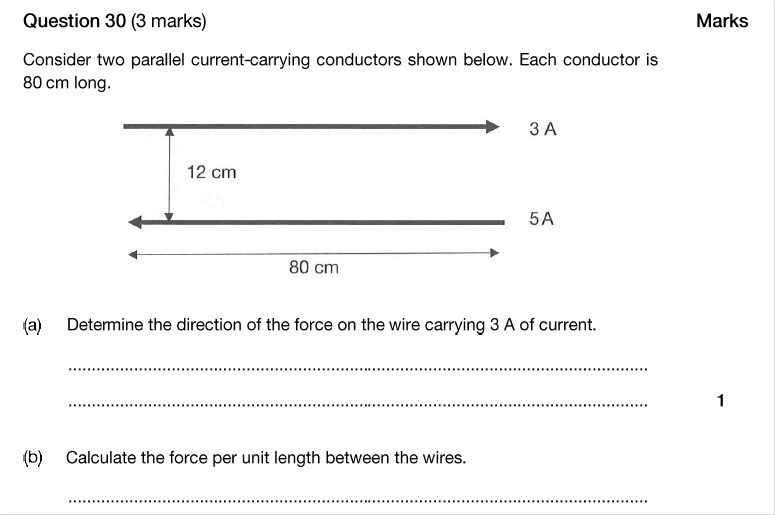 Question 30 (3 marks) Marks
Consider two parallel current-carrying conductors shown below. Each conductor is
80 cm long.
3 A
12 cm
5 A
80 cm
(a) Determine the direction of the force on the wire carrying 3 A of current.
1
(b) Calculate the force per unit length between the wires.